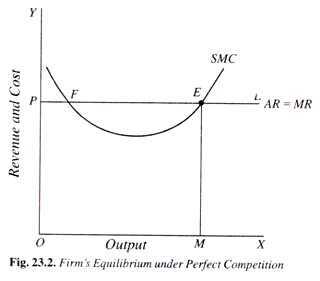 Y
SMC
F
E
L
P
AR = MR
Revenue and Cost
O
Output
M
X
Fig. 23.2. Firm's Equilibrium under Perfect Competition